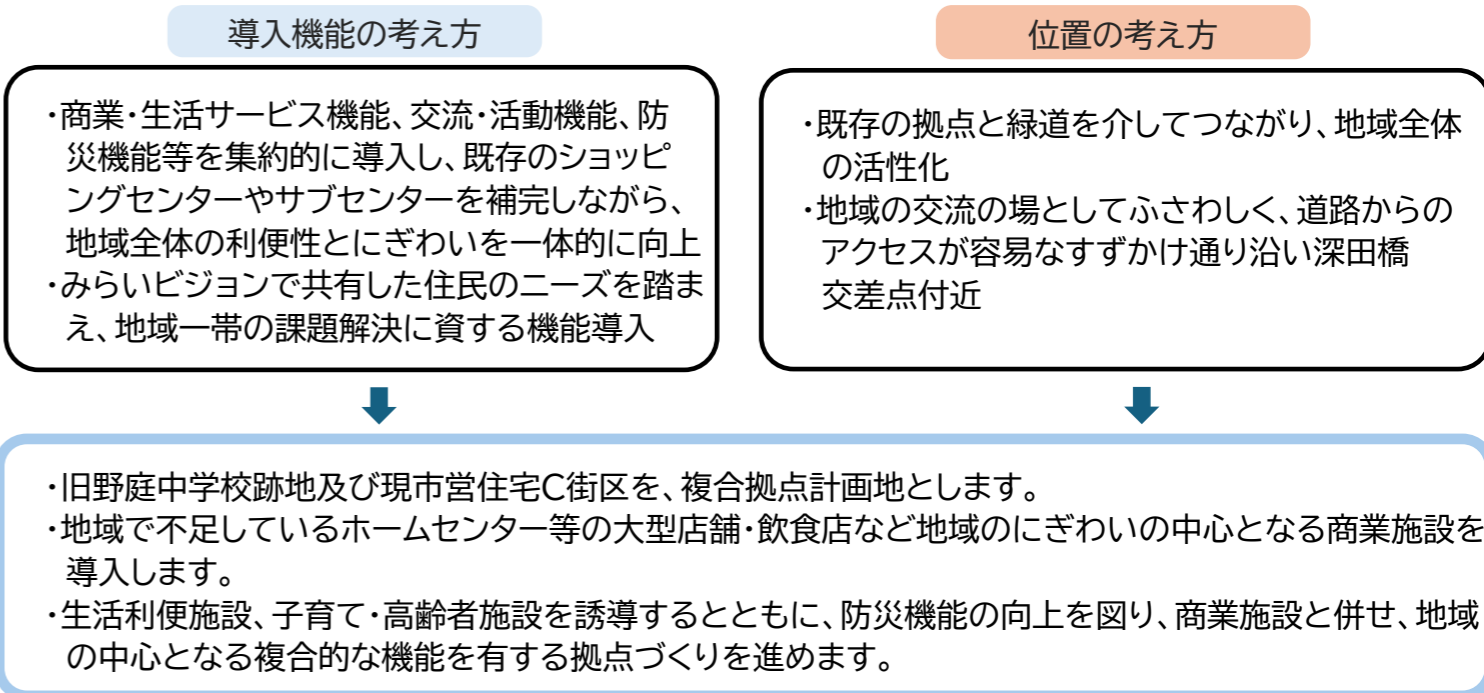 導入機能の考え方
・商業・生活サービス機能、交流・活動機能、防
災機能等を集約的に導入し、既存のショッピ
ングセンターやサブセンターを補完しながら、
地域全体の利便性とにぎわいを一体的に向上
・みらいビジョンで共有した住民のニーズを踏ま
え、地域一帯の課題解決に資する機能導入
位置の考え方
・既存の拠点と緑道を介してつながり、地域全体
の活性化
・地域の交流の場としてふさわしく、道路からの
アクセスが容易なすずかけ通り沿い深田橋
交差点付近
・旧野庭中学校跡地及び現市営住宅C街区を、複合拠点計画地とします。
・地域で不足しているホームセンター等の大型店舗・飲食店など地域のにぎわいの中心となる商業施設を
導入します。
・生活利便施設、子育て・高齢者施設を誘導するとともに、防災機能の向上を図り、商業施設と併せ、地域
の中心となる複合的な機能を有する拠点づくりを進めます。